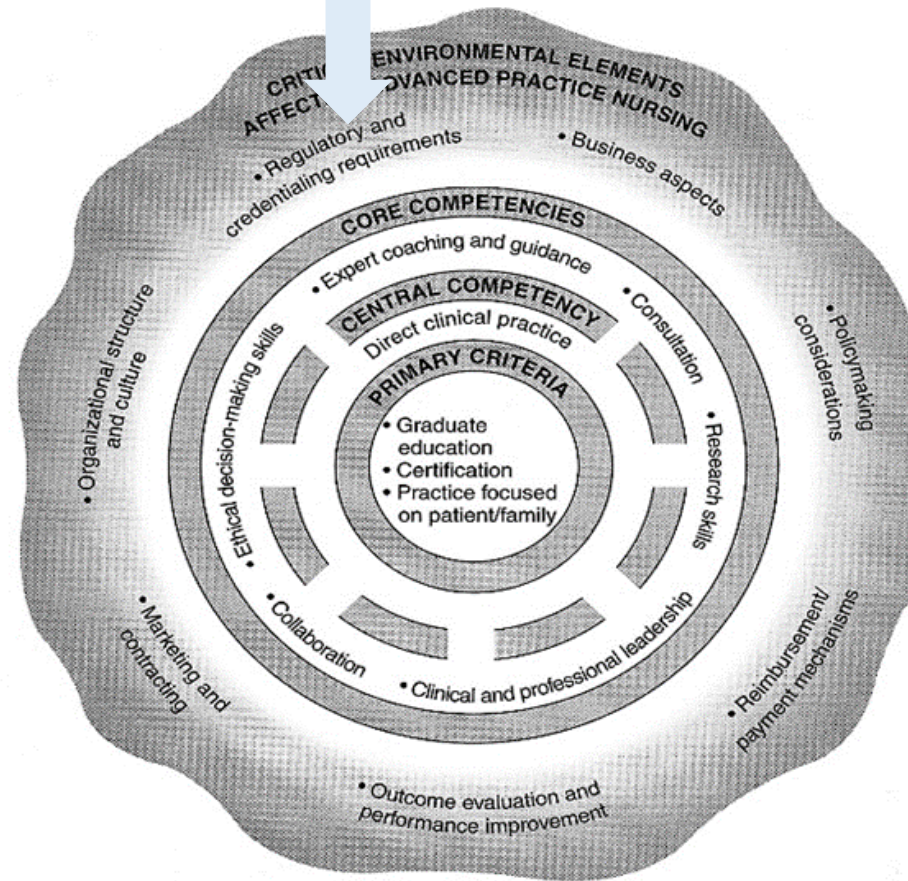 ENVIRONMENTAL ELEMENTS
ADVANCED PRACTICE NURSING
• Regulatory and
credentialing requirements
• Business aspects
• Policymaking
considerations
• Reimbursement/
payment mechanisms
• Outcome evaluation and
performance improvement
• Marketing and
contracting
• Organizational structure
and culture
CORE COMPETENCIES
• Expert coaching and guidance
• Consultation
• Research skills
• Clinical and professional leadership
• Collaboration
• Ethical decision-making skills
CENTRAL COMPETENCY
Direct clinical practice
PRIMARY CRITERIA
• Graduate
education
• Certification
• Practice focused
on patient/family